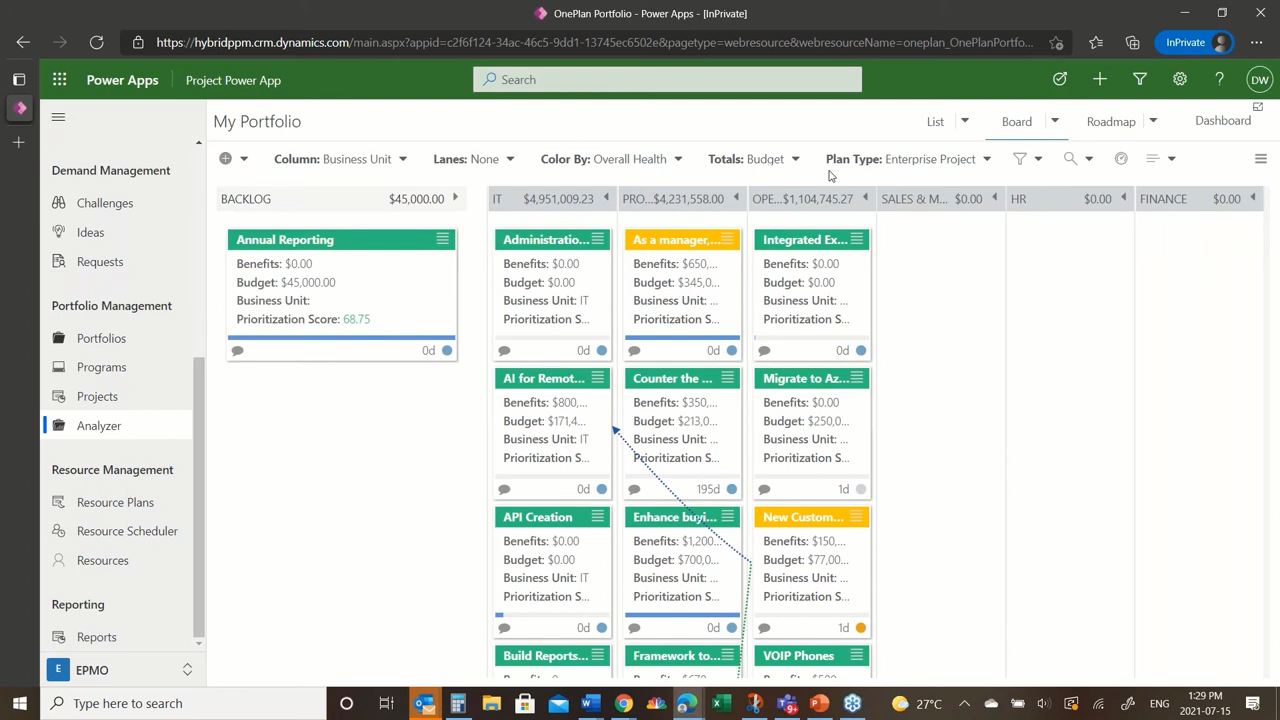 OnePlan Portfolio - Power Apps - [InPrivate]
https://hybridppm.crm.dynamics.com/main.aspx?appid=c2f6f124-34ac-46c5-9dd1-13745ec6502e&pagetype=webresource&webresourceName=oneplan_OnePlanPortfo...
InPrivate
Power Apps
Project Power App
Search
DW
My Portfolio
List
Board
Roadmap
Dashboard
Column: Business Unit
Lanes: None
Color By: Overall Health
Totals: Budget
Plan Type: Enterprise Project
Demand Management
Challenges
Ideas
Requests
Portfolio Management
Portfolios
Programs
Projects
Analyzer
Resource Management
Resource Plans
Resource Scheduler
Resources
Reporting
Reports
E EPMO
BACKLOG $45,000.00
Annual Reporting
Benefits: $0.00
Budget: $45,000.00
Business Unit:
Prioritization Score: 68.75
0d
IT $4,951,009.23
Administratio...
Benefits: $0.00
Budget: $0.00
Business Unit: IT
Prioritization S...
0d
AI for Remot...
Benefits: $800,...
Budget: $171,4...
Business Unit: IT
Prioritization S...
0d
API Creation
Benefits: $0.00
Budget: $0.00
Business Unit: IT
Prioritization S...
0d
Build Reports...
PRO...$4,231,558.00
As a manager,...
Benefits: $650,...
Budget: $345,0...
Business Unit: ...
Prioritization S...
0d
Counter the ...
Benefits: $350,...
Budget: $213,0...
Business Unit: ...
Prioritization S...
195d
Enhance buyi...
Benefits: $1,200...
Budget: $700,0...
Business Unit: ...
Prioritization S...
0d
Framework to...
OPE...$1,104,745.27
Integrated Ex...
Benefits: $0.00
Budget: $0.00
Business Unit: ...
Prioritization S...
0d
Migrate to Az...
Benefits: $0.00
Budget: $250,0...
Business Unit: ...
Prioritization S...
1d
New Custom...
Benefits: $150,...
Budget: $77,00...
Business Unit: ...
Prioritization S...
1d
VOIP Phones
SALES & M... $0.00
HR $0.00
FINANCE $0.00
Type here to search
27°C
ENG
1:29 PM
2021-07-15